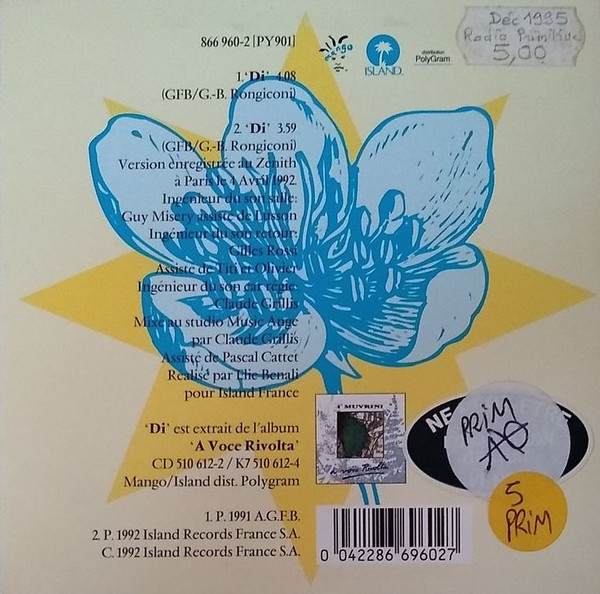 866 960-2 [PY901]
mango
ISLAND.
distribution
PolyGram
Déc 1995
Radio Primitive
5,00
1. ‘Di’ 4.08
(GFB/G.-B. Rongiconi)
2. ‘Di’ 3.59
(GFB/G.-B. Rongiconi)
Version enregistrée au Zénith
à Paris le 4 Avril 1992.
Ingénieur du son salle:
Guy Misery assisté de Lusson
Ingénieur du son retour:
Gilles Rossi
Assisté de Titi et Olivier
Ingénieur du son car régie:
Claude Grillis
Mixé au studio Music Ange
par Claude Grillis
Assisté de Pascal Cattet
Réalisé par Elie Benali
pour Island France
‘Di’ est extrait de l'album
‘A Voce Rivolta’
CD 510 612-2 / K7 510 612-4
Mango/Island dist. Polygram
I' MUVRINI
A voce Rivolta
NE
PRiM
A0
5
PRiM
1. P. 1991 A.G.F.B.
2. P. 1992 Island Records France S.A.
C. 1992 Island Records France S.A.
0 042286 696027